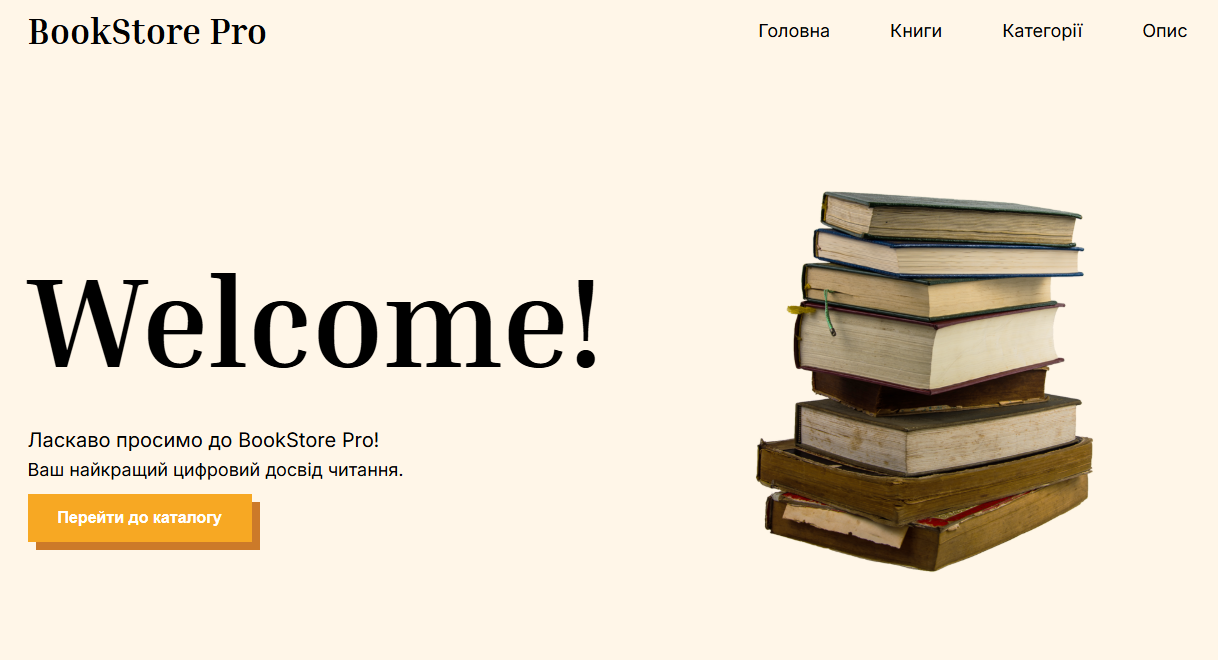 BookStore Pro
Головна Книги Категорії Опис
Welcome!
Ласкаво просимо до BookStore Pro!
Ваш найкращий цифровий досвід читання.
Перейти до каталогу